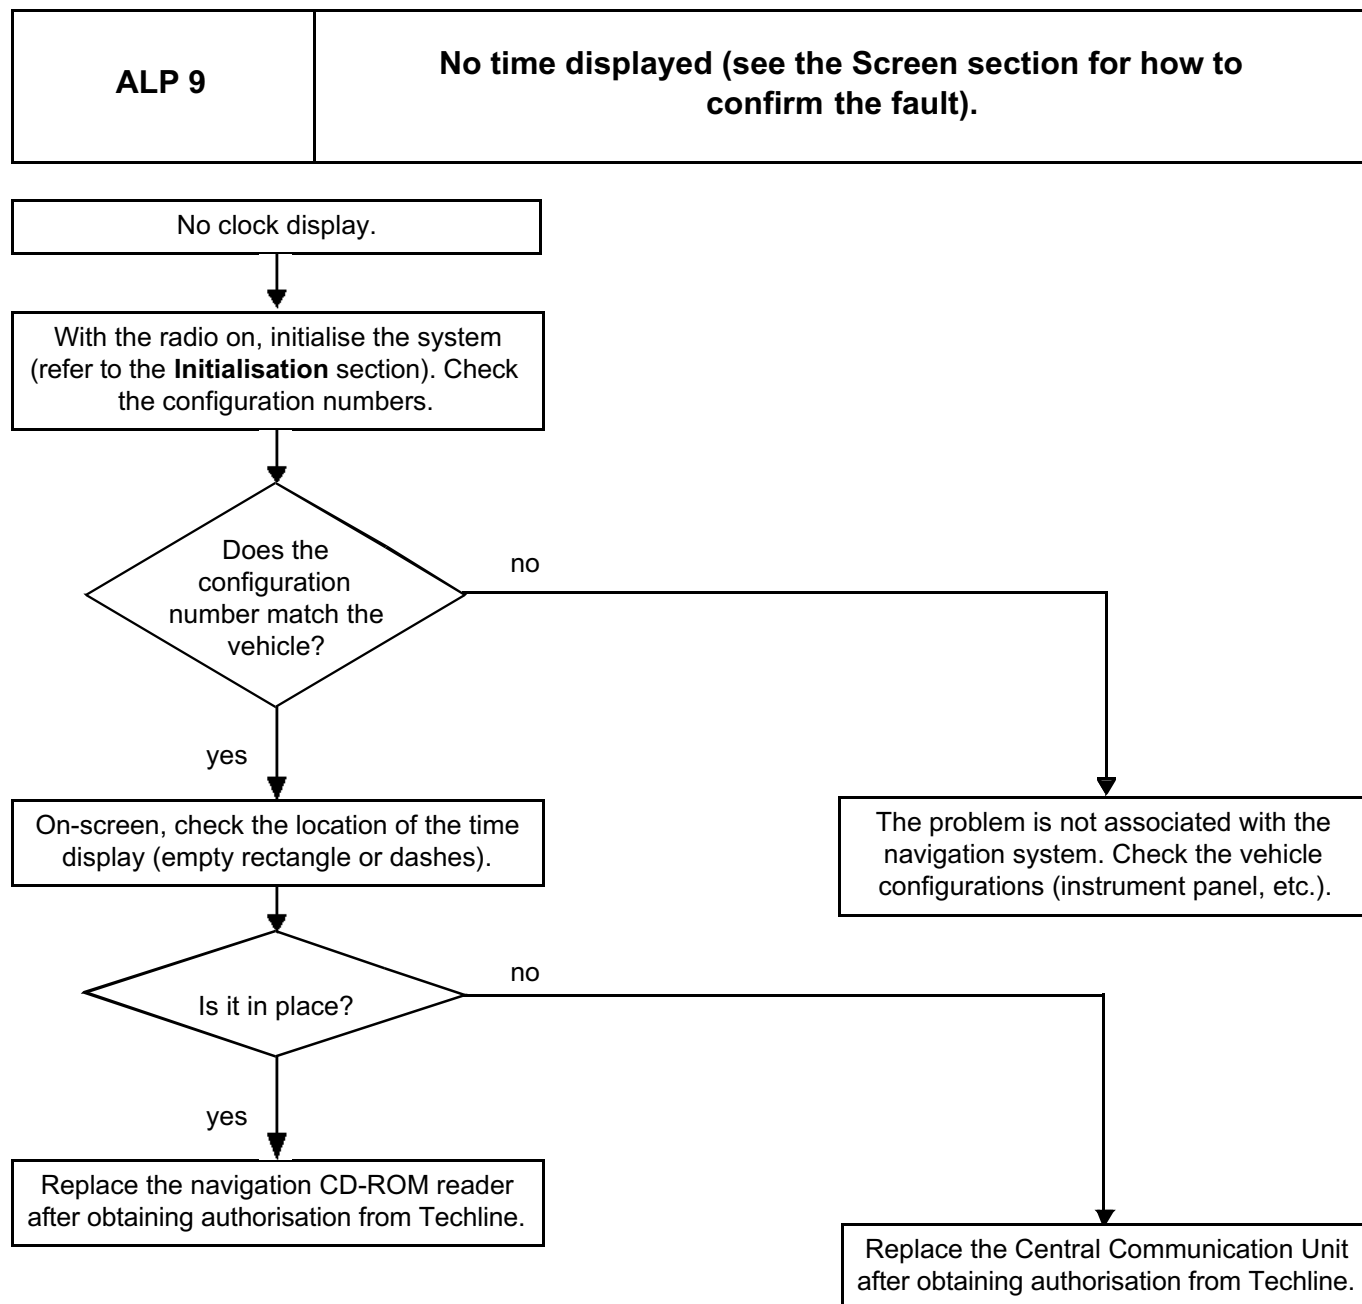 ALP 9
No time displayed (see the Screen section for how to
confirm the fault).
No clock display.
With the radio on, initialise the system
(refer to the Initialisation section). Check
the configuration numbers.
Does the
configuration
number match the
vehicle?
no
yes
On-screen, check the location of the time
display (empty rectangle or dashes).
The problem is not associated with the
navigation system. Check the vehicle
configurations (instrument panel, etc.).
Is it in place?
no
yes
Replace the navigation CD-ROM reader
after obtaining authorisation from Techline.
Replace the Central Communication Unit
after obtaining authorisation from Techline.